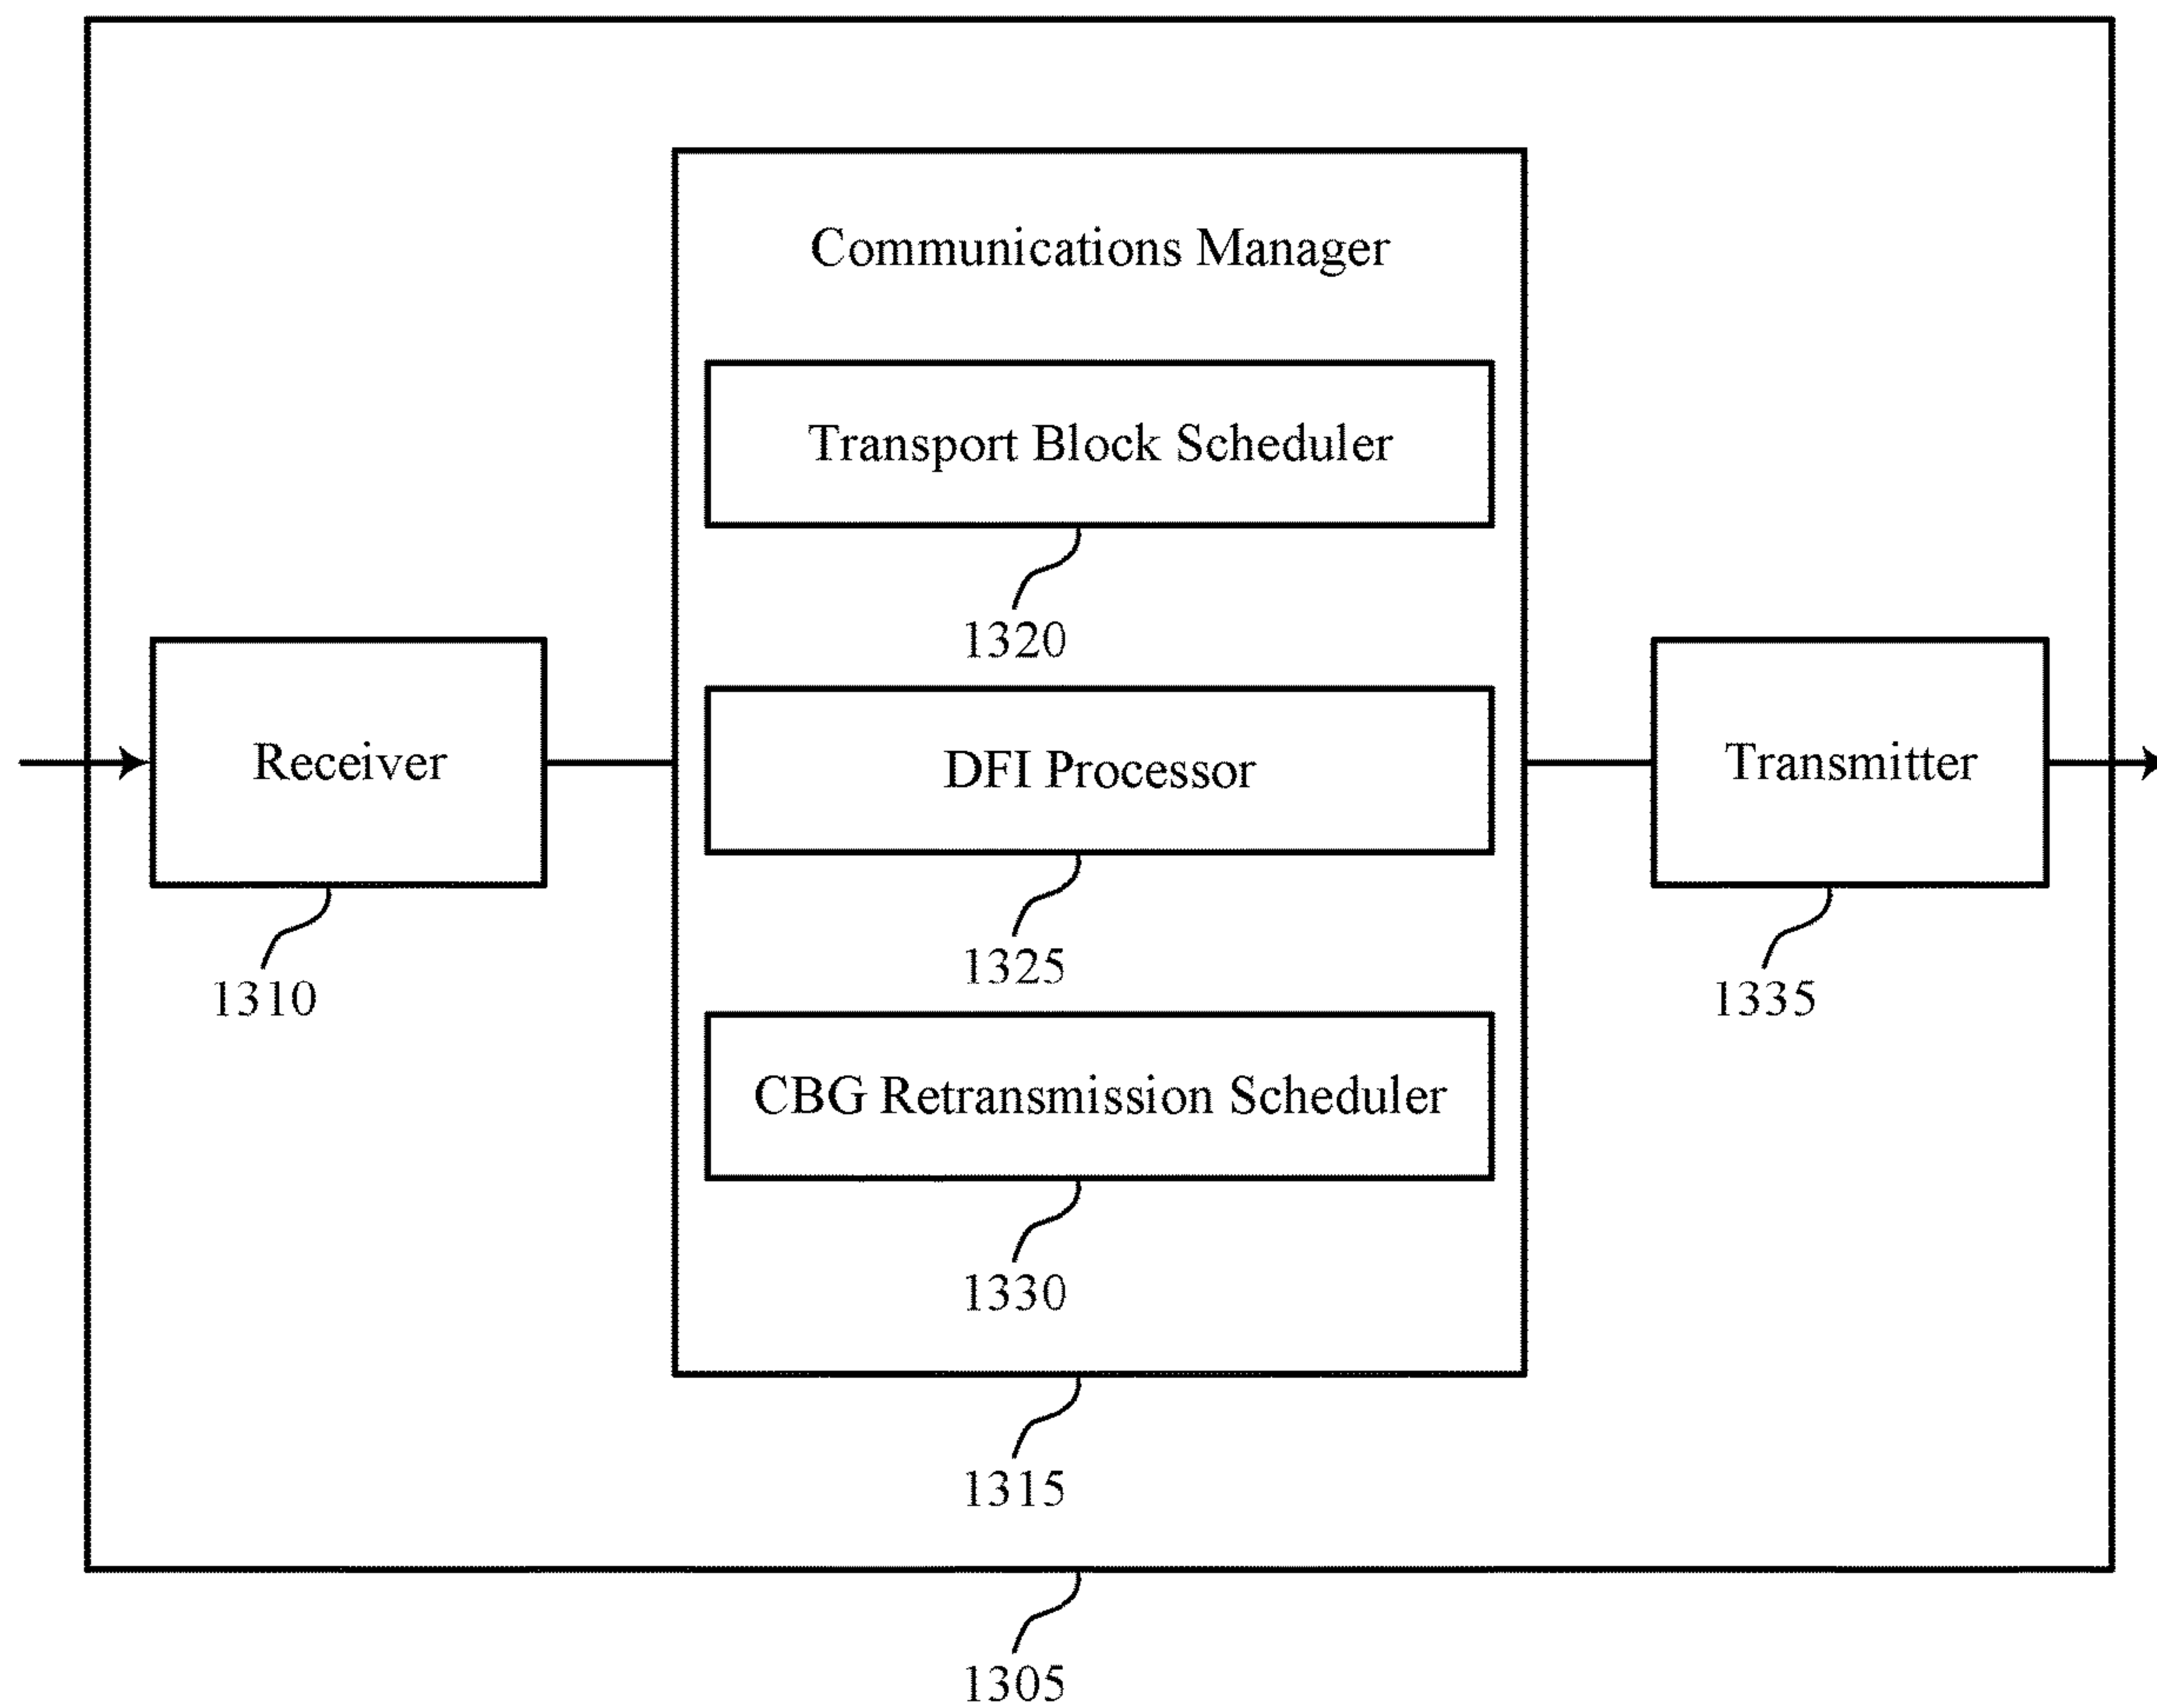 Communications Manager
Transport Block Scheduler
1320
Receiver
1310
DFI Processor
1325
Transmitter
1335
CBG Retransmission Scheduler
1330
1315
1305